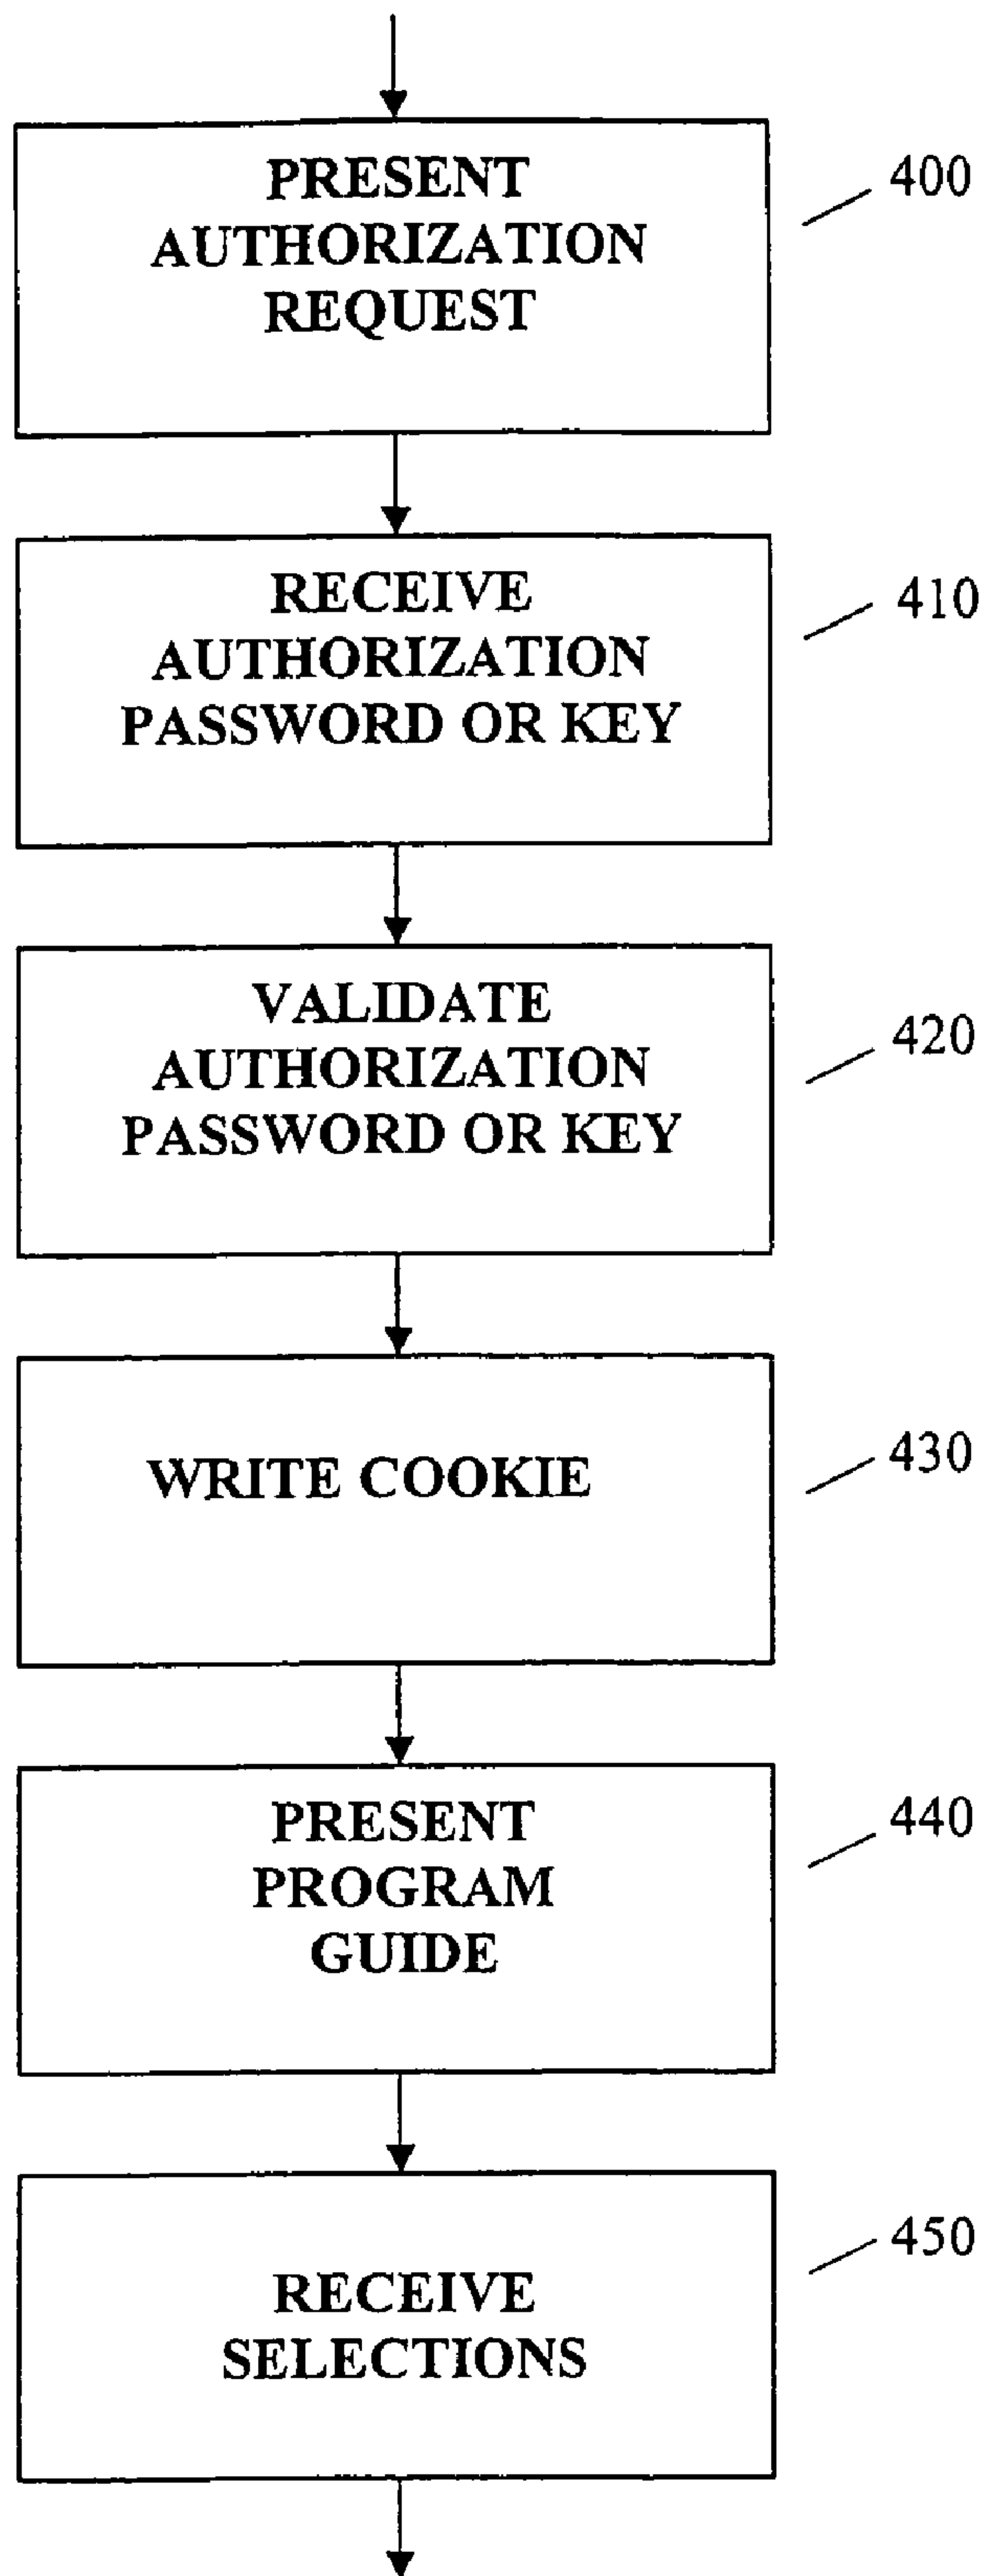 PRESENT
AUTHORIZATION
REQUEST
400
RECEIVE
AUTHORIZATION
PASSWORD OR KEY
410
VALIDATE
AUTHORIZATION
PASSWORD OR KEY
420
WRITE COOKIE
430
PRESENT
PROGRAM
GUIDE
440
RECEIVE
SELECTIONS
450